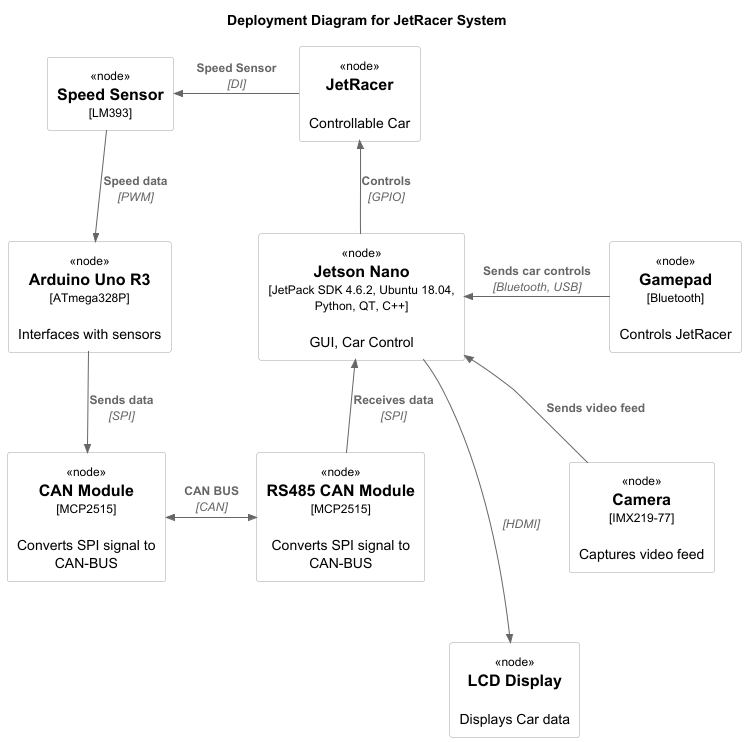 Deployment Diagram for JetRacer System
«node»
Speed Sensor
[LM393]
Speed Sensor
[DI]
«node»
JetRacer
Controllable Car
Speed data
[PWM]
Controls
[GPIO]
«node»
Arduino Uno R3
[ATmega328P]
Interfaces with sensors
«node»
Jetson Nano
[JetPack SDK 4.6.2, Ubuntu 18.04,
Python, QT, C++]
GUI, Car Control
Sends car controls
[Bluetooth, USB]
«node»
Gamepad
[Bluetooth]
Controls JetRacer
Sends data
[SPI]
Receives data
[SPI]
Sends video feed
«node»
CAN Module
[MCP2515]
Converts SPI signal to
CAN-BUS
CAN BUS
[CAN]
«node»
RS485 CAN Module
[MCP2515]
Converts SPI signal to
CAN-BUS
[HDMI]
«node»
Camera
[IMX219-77]
Captures video feed
«node»
LCD Display
Displays Car data